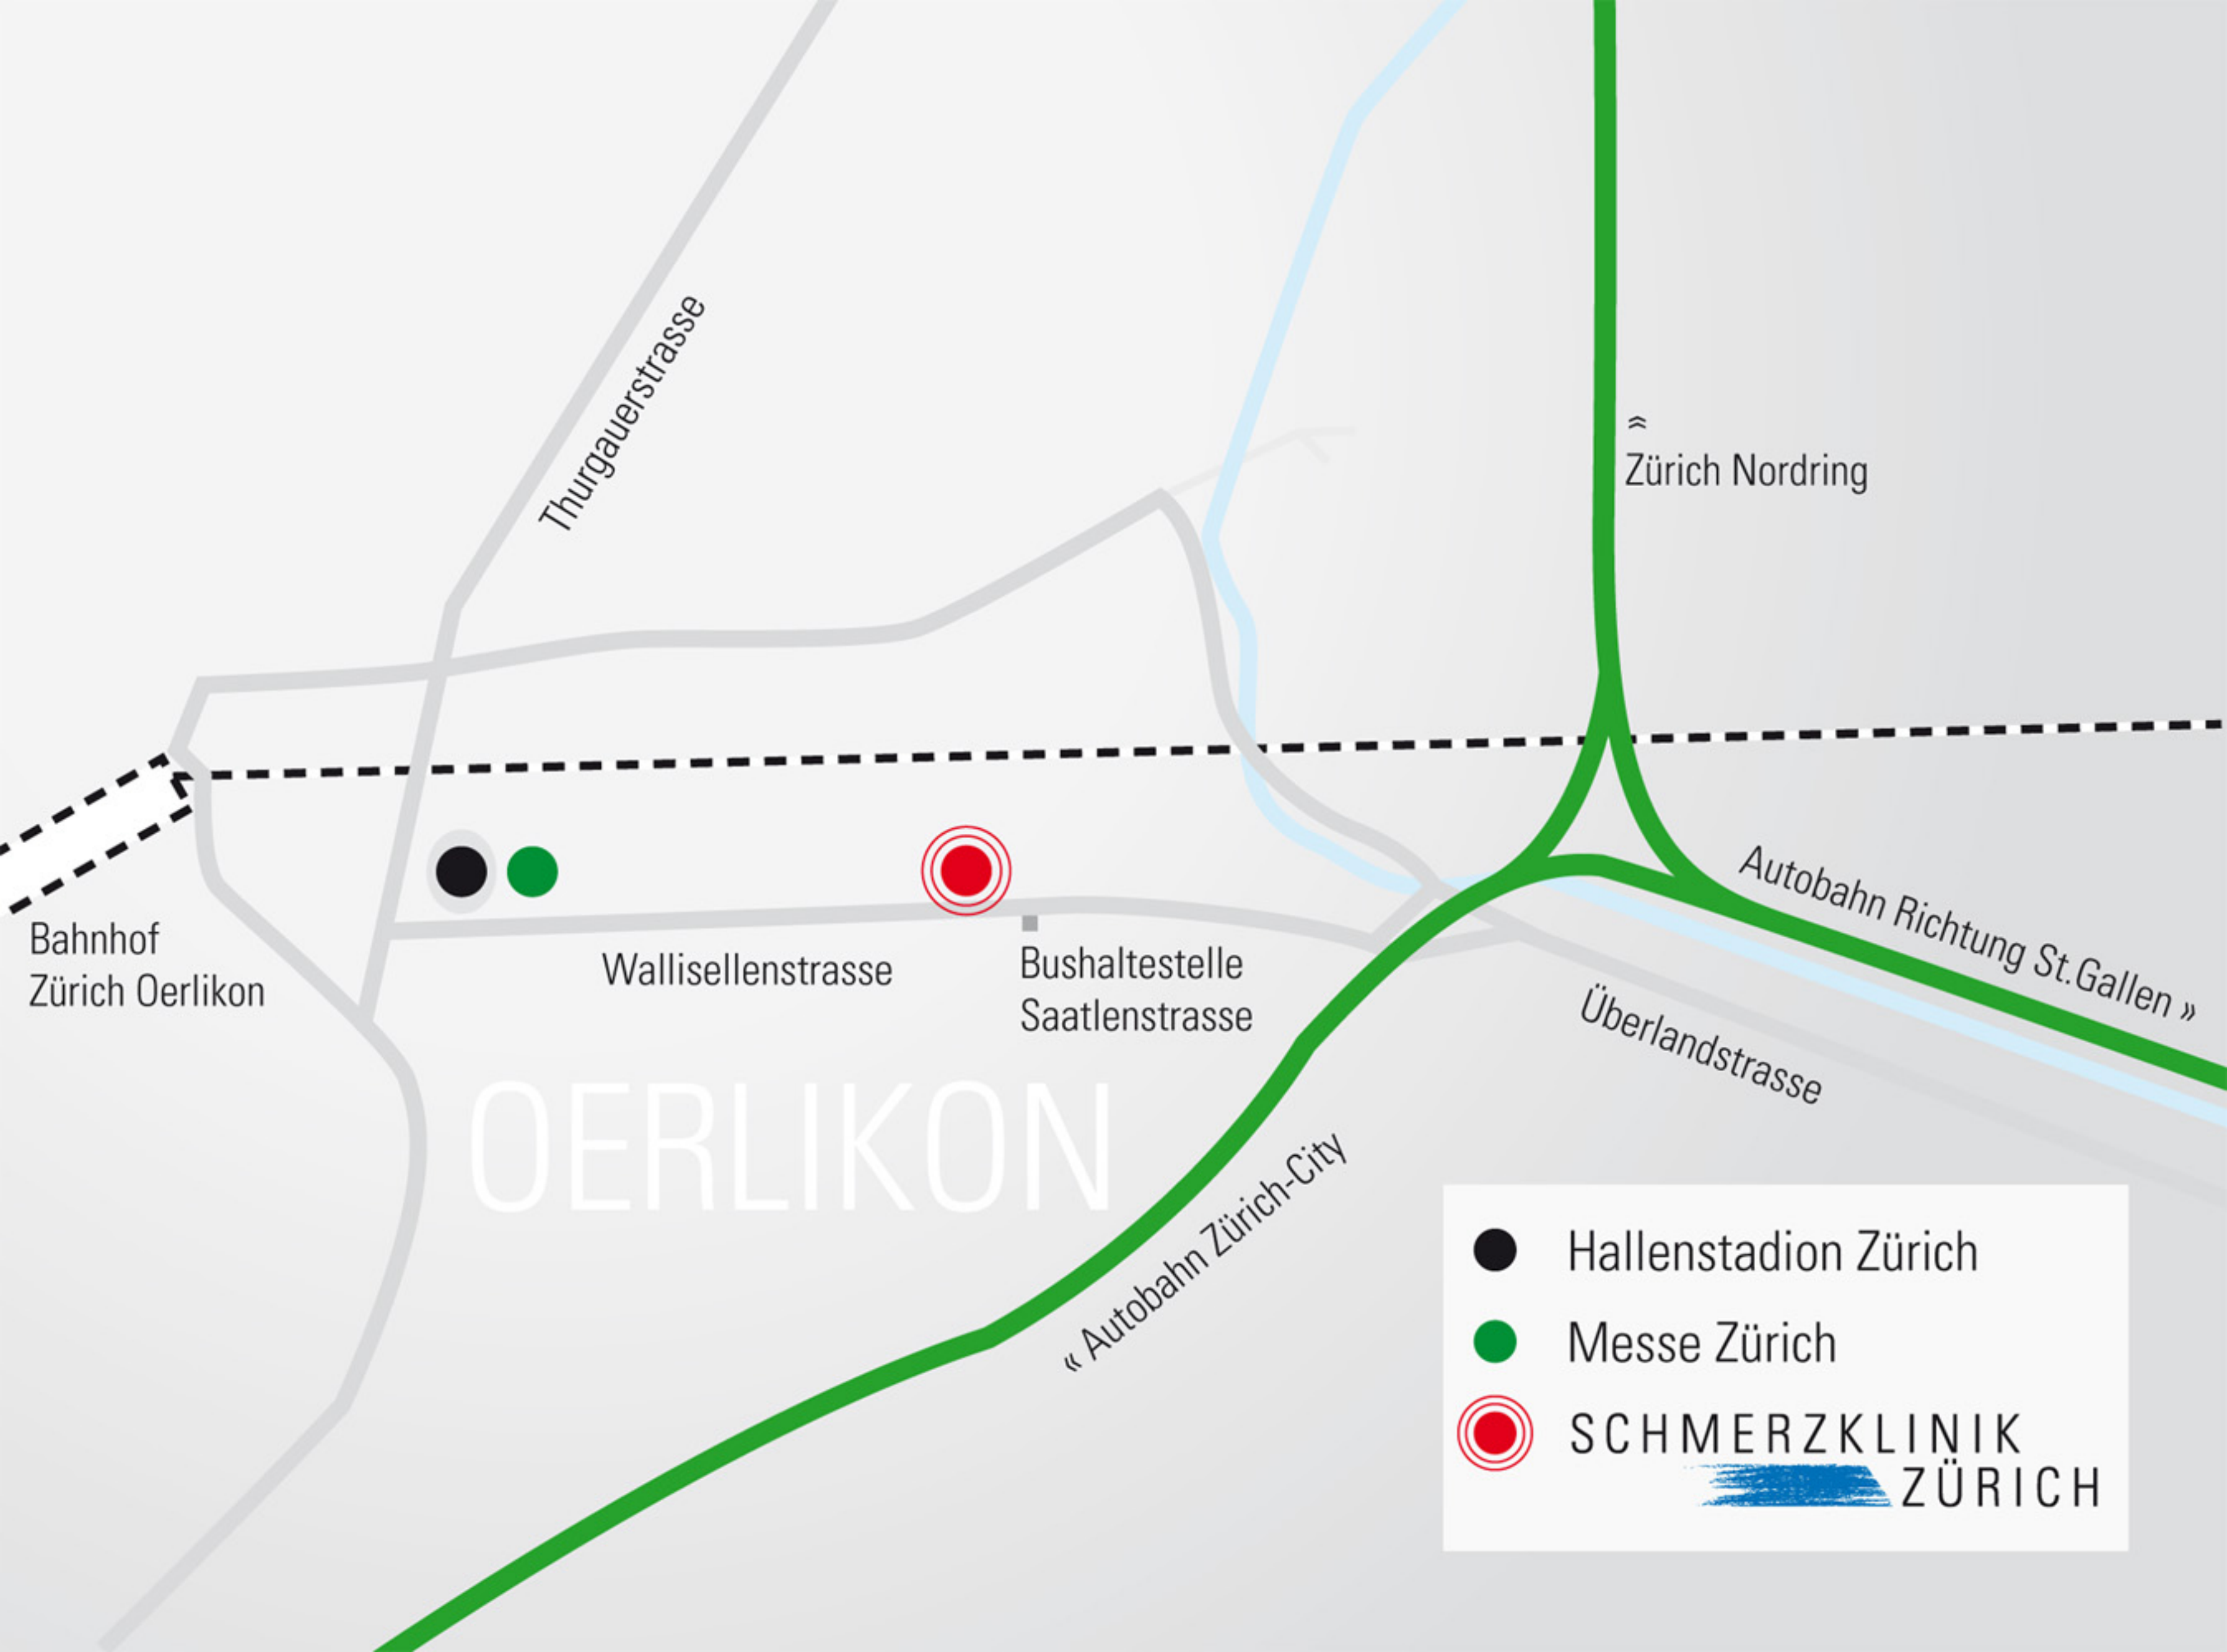 Thurgauerstrasse
Zürich Nordring
Autobahn Richtung St.Gallen »
Bahnhof
Zürich Oerlikon
Wallisellenstrasse
Bushaltestelle
Saatlenstrasse
Überlandstrasse
OERLIKON
« Autobahn Zürich-City
Hallenstadion Zürich
Messe Zürich
SCHMERZKLINIK
ZÜRICH